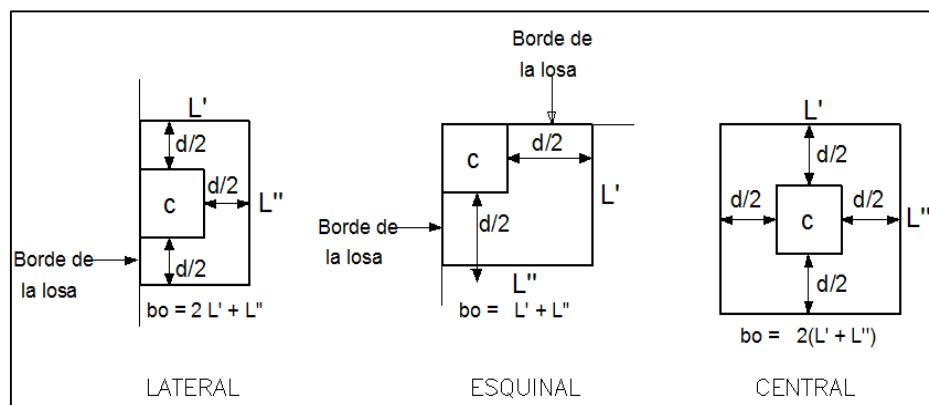 L'
d/2
C
d/2
L"
d/2
Borde de
la losa
bo = 2 L' + L"
LATERAL
Borde de
la losa
C
d/2
L'
d/2
Borde de
la losa
L"
bo = L' + L"
ESQUINAL
L'
d/2
d/2
C
d/2
L"
d/2
bo = 2(L' + L")
CENTRAL